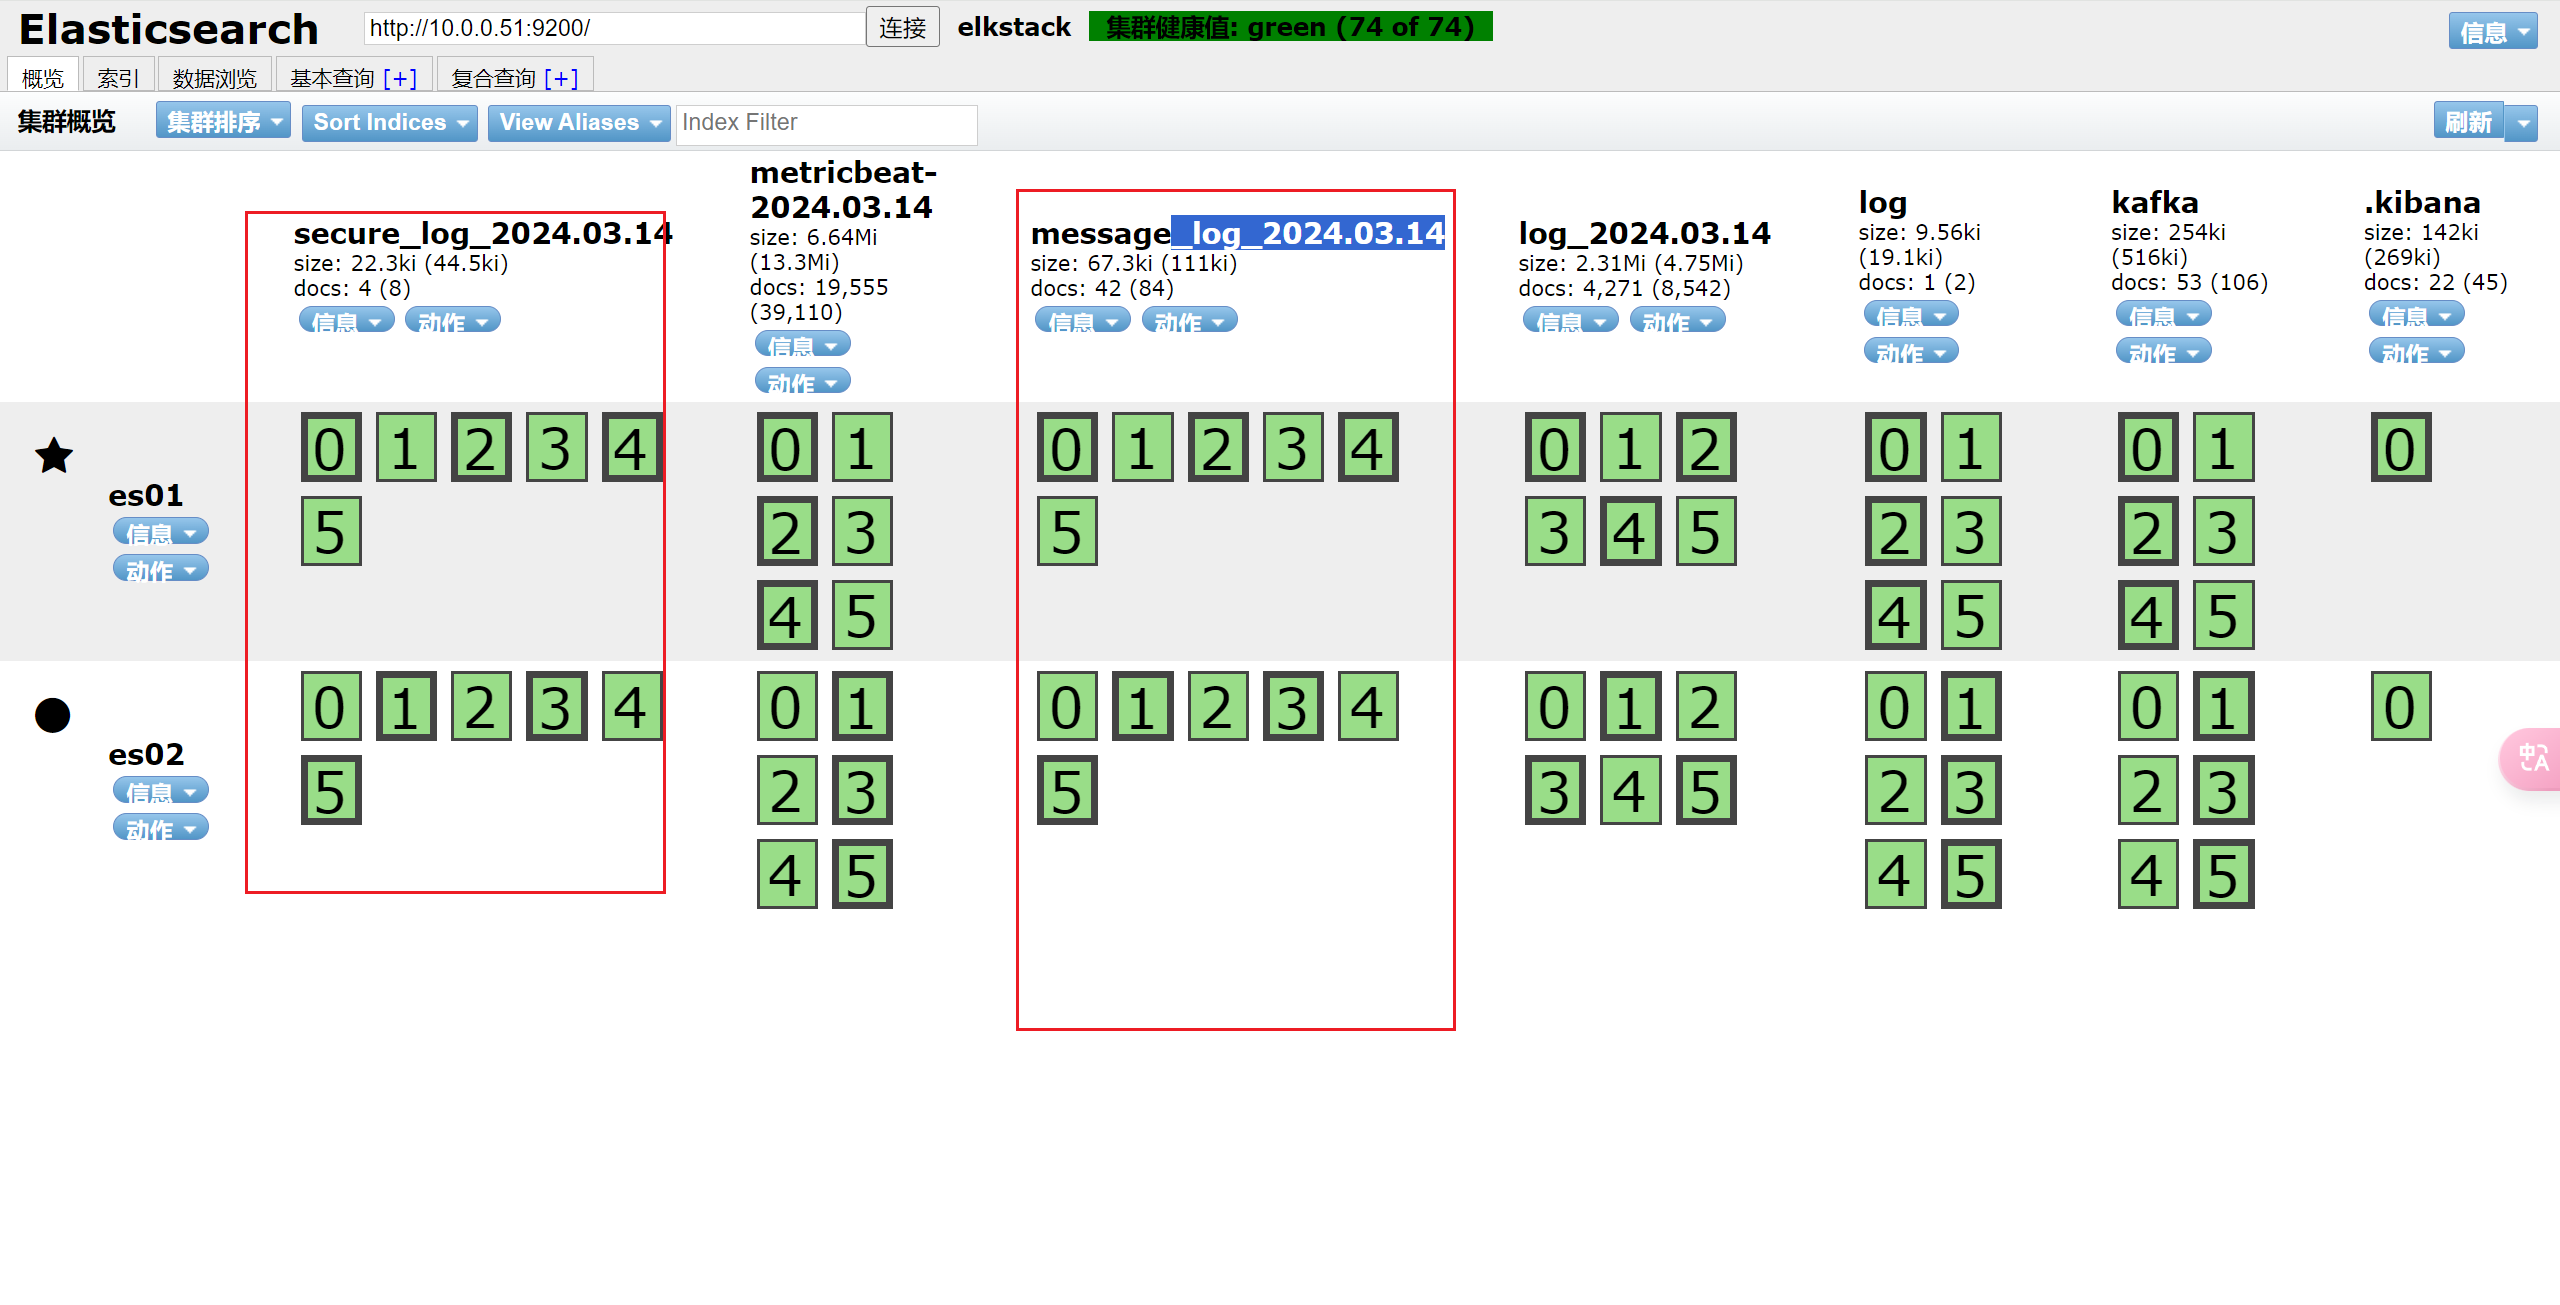 Elasticsearch http://10.0.0.51:9200/ 连接 elkstack 集群健康值: green (74 of 74) 信息
概览 索引 数据浏览 基本查询 [+] 复合查询 [+]
集群概览 集群排序 Sort Indices View Aliases Index Filter 刷新
secure_log_2024.03.14
size: 22.3ki (44.5ki)
docs: 4 (8)
信息 动作
metricbeat-
2024.03.14
size: 6.64Mi
(13.3Mi)
docs: 19,555
(39,110)
信息
动作
message_log_2024.03.14
size: 67.3ki (111ki)
docs: 42 (84)
信息 动作
log_2024.03.14
size: 2.31Mi (4.75Mi)
docs: 4,271 (8,542)
信息 动作
log
size: 9.56ki
(19.1ki)
docs: 1 (2)
信息
动作
kafka
size: 254ki
(516ki)
docs: 53 (106)
信息
动作
.kibana
size: 142ki
(269ki)
docs: 22 (45)
信息
动作
es01
信息
动作
0 1 2 3 4 0 1 0 1 2 3 4 0 1 2 0 1 0 1 0
5 2 3 5 3 4 5 2 3 2 3
4 5 4 5 4 5
es02
信息
动作
0 1 2 3 4 0 1 0 1 2 3 4 0 1 2 0 1 0 1 0
5 2 3 5 3 4 5 2 3 2 3
4 5 4 5 4 5
中 A